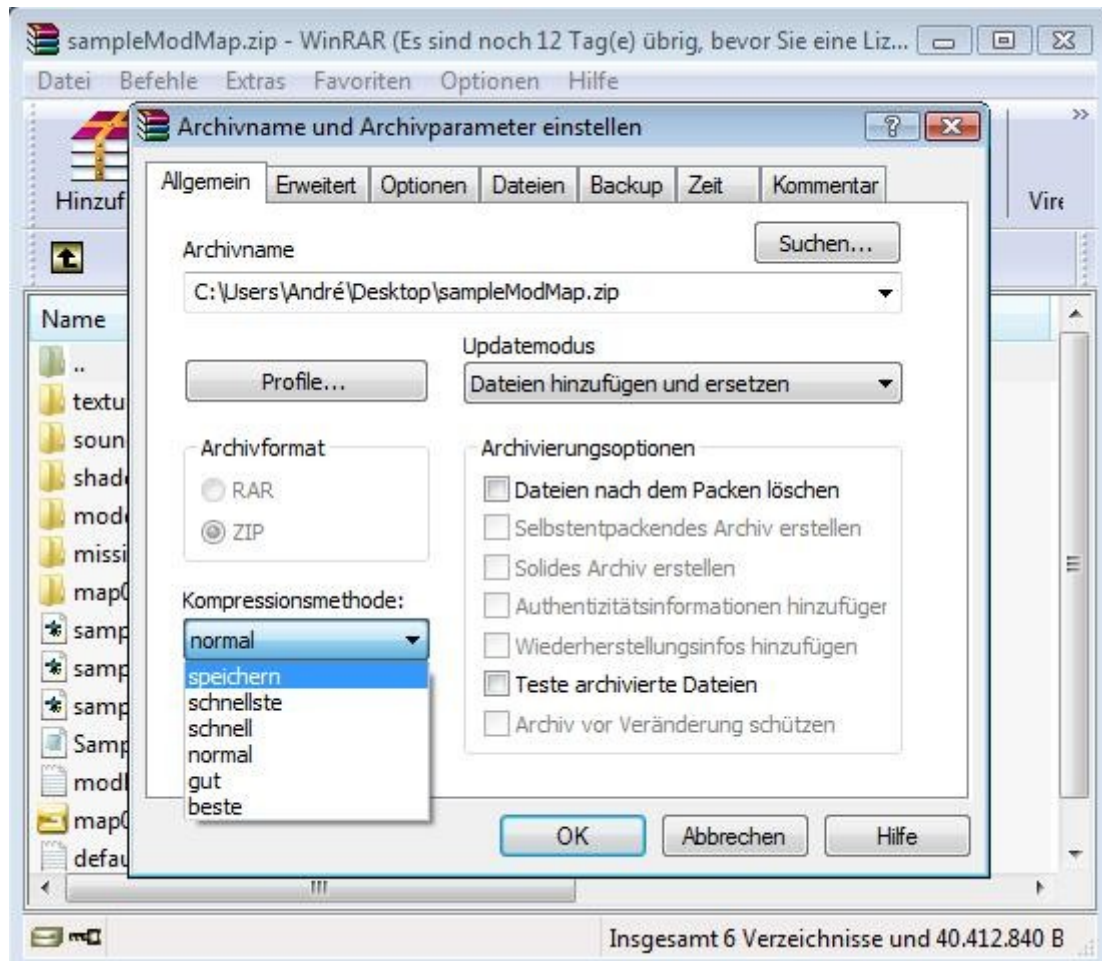 sampleModMap.zip - WinRAR (Es sind noch 12 Tag(e) übrig, bevor Sie eine Liz...
Datei Befehle Extras Favoriten Optionen Hilfe
Archivname und Archivparameter einstellen
Hinzuf
Vire
Allgemein Erweitert Optionen Dateien Backup Zeit Kommentar
Archivname
Suchen...
C:\Users\André\Desktop\sampleModMap.zip
Profile...
Updatemodus
Dateien hinzufügen und ersetzen
Archivformat
RAR
ZIP
Kompressionsmethode:
normal
speichern
schnellste
schnell
normal
gut
beste
Archivierungsoptionen
Dateien nach dem Packen löschen
Selbstentpackendes Archiv erstellen
Solides Archiv erstellen
Authentizitätsinformationen hinzufüger
Wiederherstellungsinfos hinzufügen
Teste archivierte Dateien
Archiv vor Veränderung schützen
OK Abbrechen Hilfe
Name
..
textu
soun
shade
mode
missi
map0
samp
samp
samp
Samp
modl
map0
defau
Insgesamt 6 Verzeichnisse und 40.412.840 B